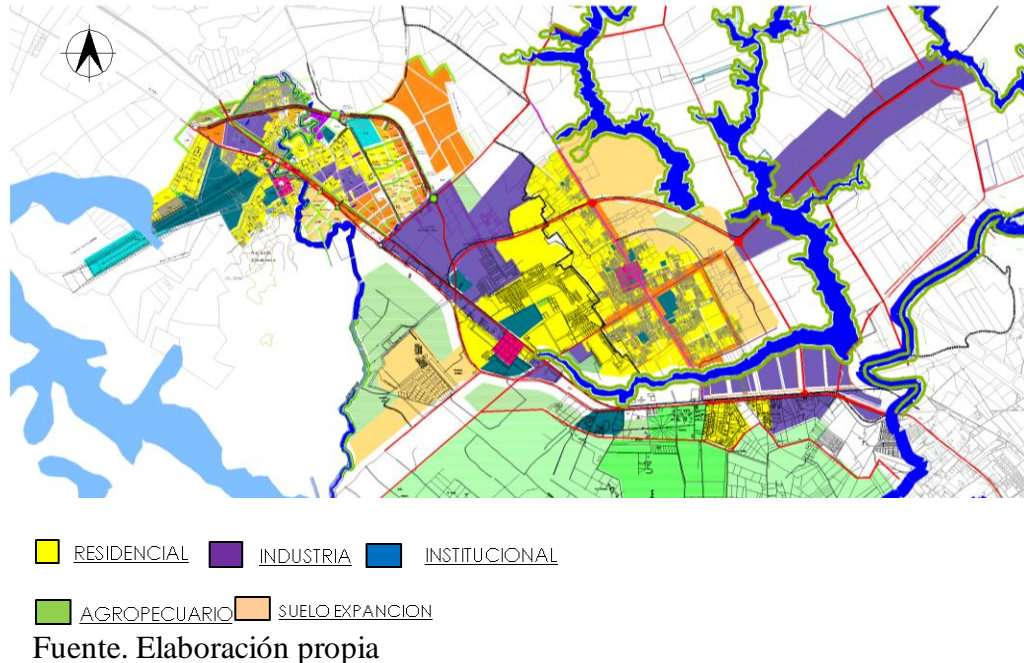 RESIDENCIAL INDUSTRIA INSTITUCIONAL
AGROPECUARIO SUELO EXPANCION
Fuente. Elaboración propia